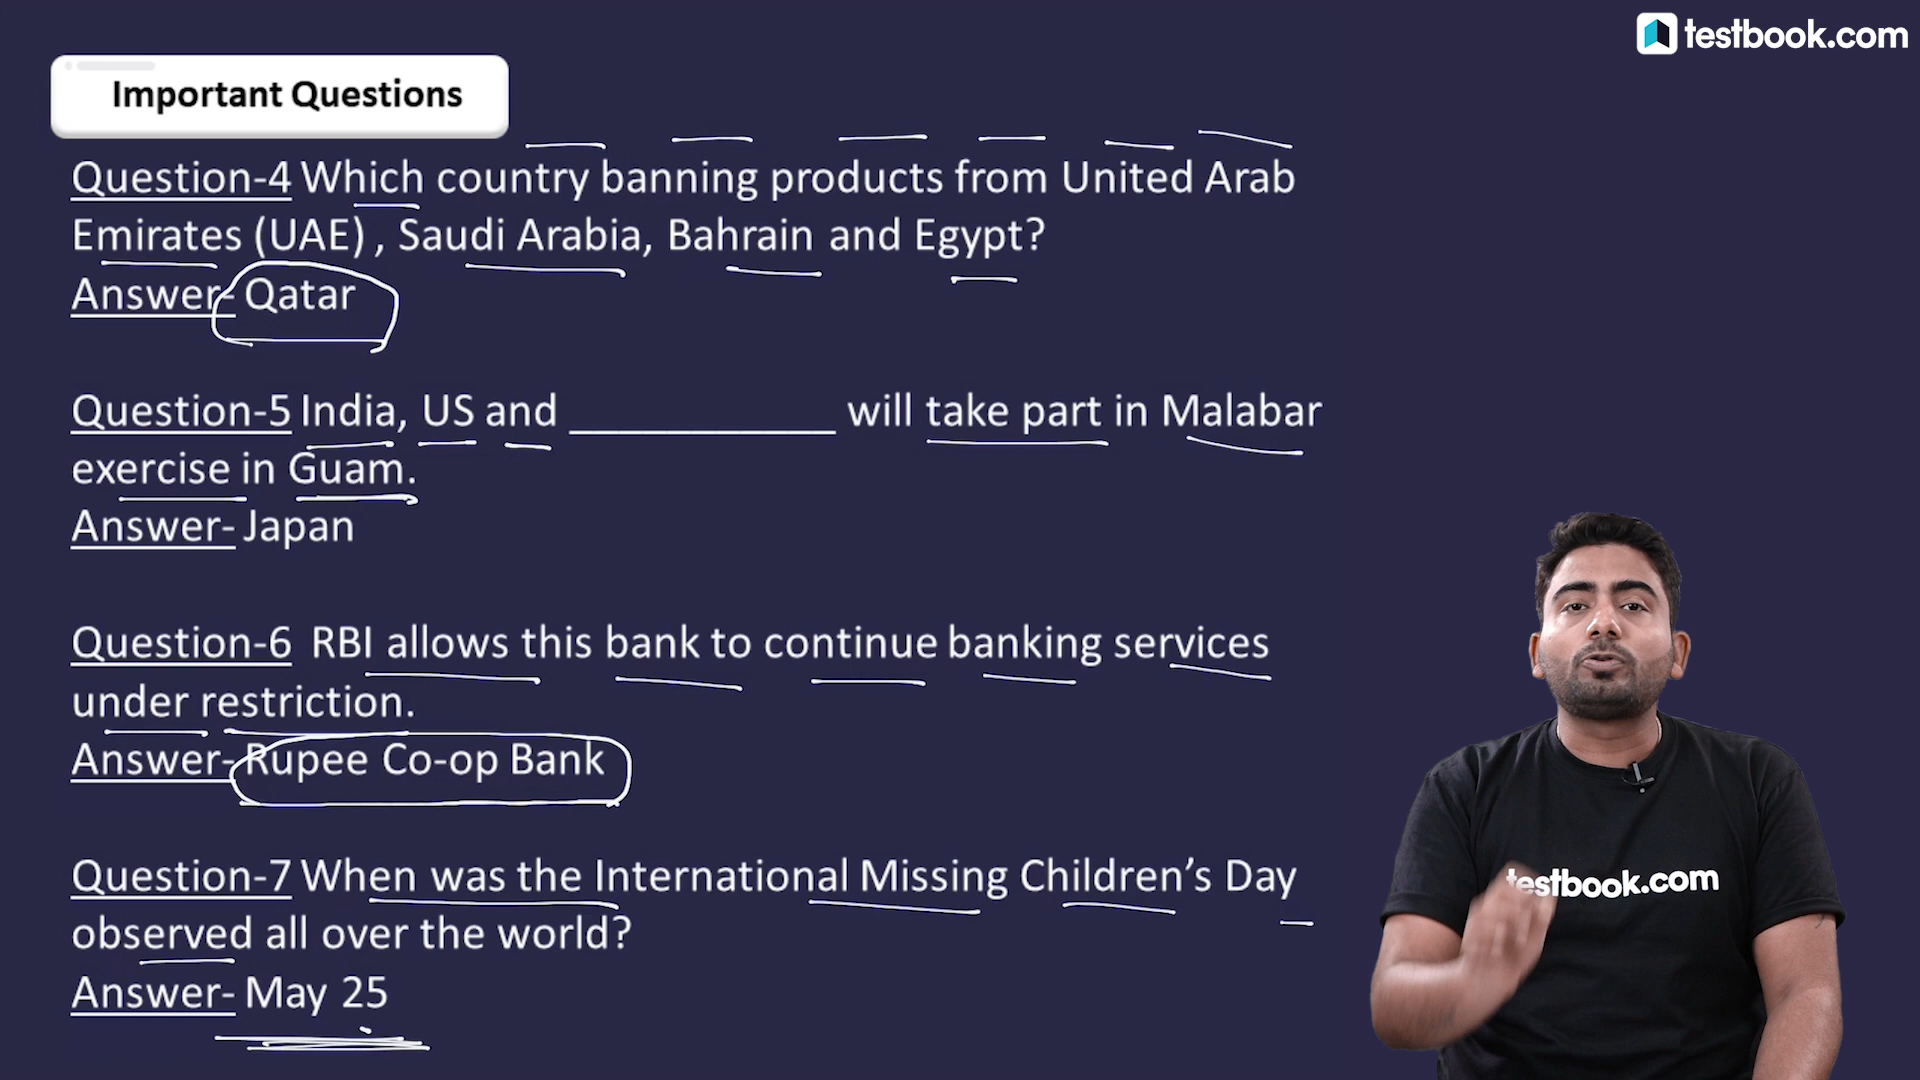 testbook.com
Important Questions
Question-4 Which country banning products from United Arab
Emirates (UAE) , Saudi Arabia, Bahrain and Egypt?
Answer- Qatar
Question-5 India, US and ____________ will take part in Malabar
exercise in Guam.
Answer- Japan
Question-6 RBI allows this bank to continue banking services
under restriction.
Answer- Rupee Co-op Bank
Question-7 When was the International Missing Children’s Day
observed all over the world?
Answer- May 25
testbook.com